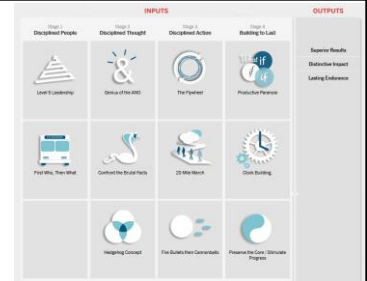 INPUTS
OUTPUTS
Stage 1
Disciplined People
Stage 2
Disciplined Thought
Stage 3
Disciplined Action
Stage 4
Building to Last
Superior Results
Distinctive Impact
Lasting Endurance
Level 5 Leadership
Genius of the AND
The Flywheel
if
if
Productive Paranoia
First Who, Then What
Confront the Brutal Facts
20 Mile March
Clock Building,
Hedgehog Concept
Fire Bullets then Cannonballs
Preserve the Core / Stimulate
Progress